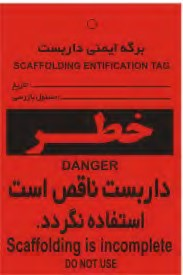 برگه ایمنی داربست
SCAFFOLDING ENTIFICATION TAG
تاریخ:
مسئول بازرسی:
خطر
DANGER
داربست ناقص است
استفاده نگردد.
Scaffolding is incomplete
DO NOT USE